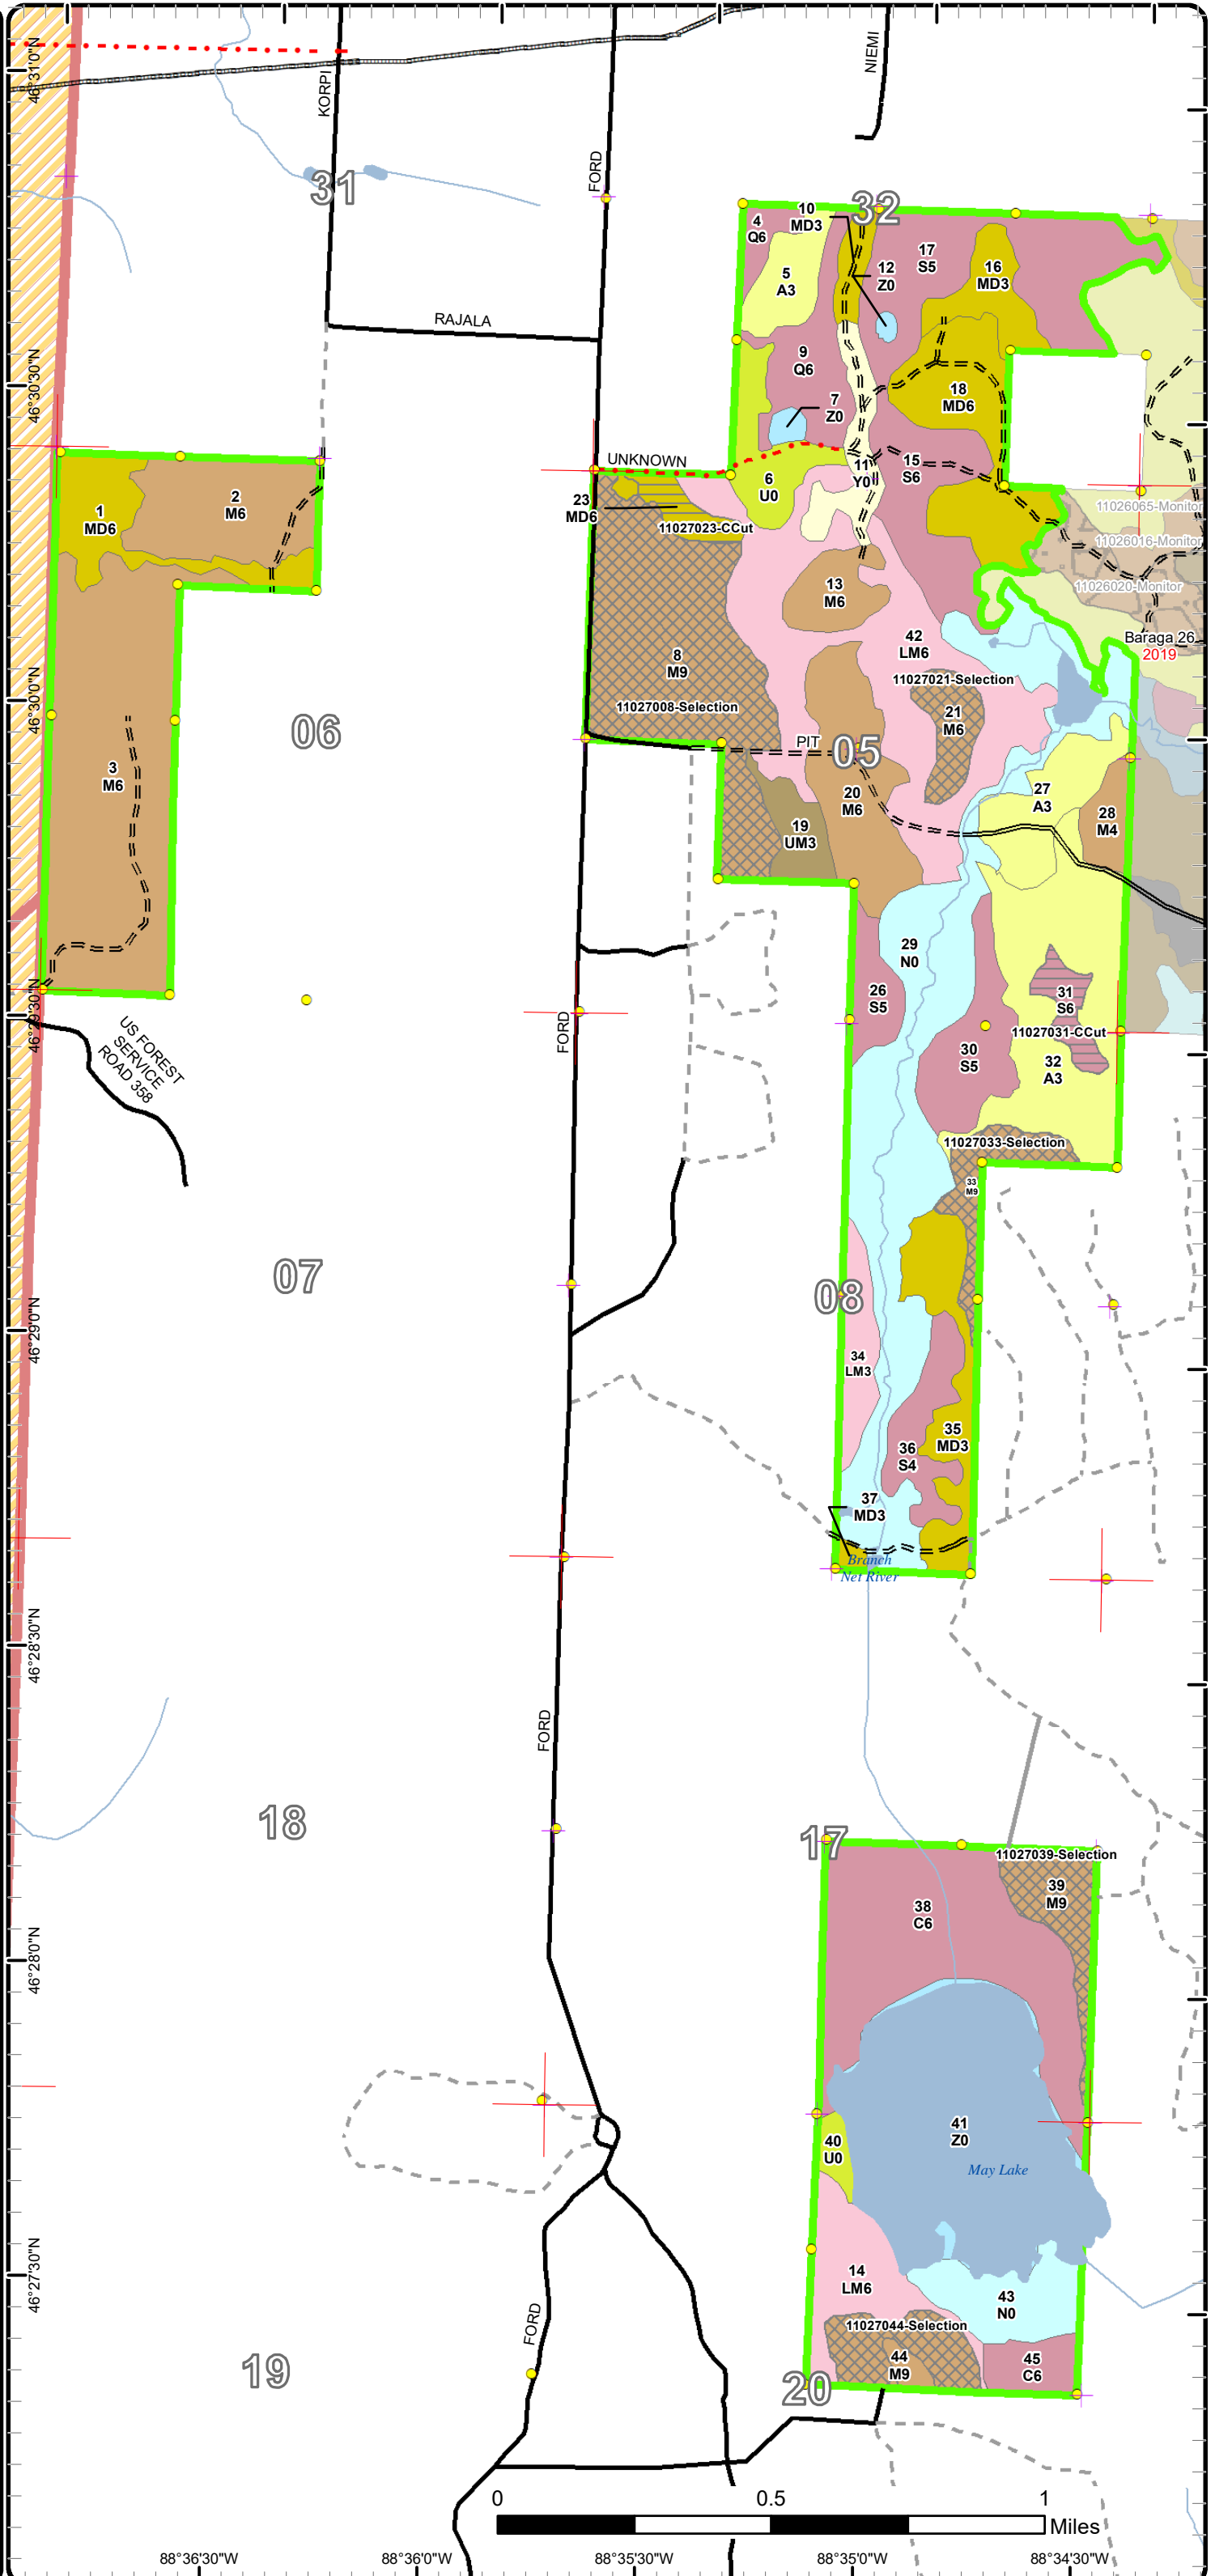 46°31'0"N
KORPI
FORD
NIEMI
31
32
RAJALA
4
Q6
10
MD3
5
A3
12
Z0
17
S5
16
MD3
46°30'30"N
9
Q6
7
Z0
18
MD6
UNKNOWN
6
U0
11
Y0
15
S6
23
MD6
11027023-CCut
1
MD6
2
M6
11026065-Monitor
11026016-Monitor
11026020-Monitor
13
M6
Baraga 26
2019
42
LM6
8
M9
11027008-Selection
11027021-Selection
21
M6
46°30'0"N
06
PIT
05
3
M6
20
M6
19
UM3
27
A3
28
M4
29
N0
26
S5
31
S6
11027031-CCut
30
S5
32
A3
46°29'30"N
US FOREST
SERVICE
ROAD 358
FORD
11027033-Selection
33
M9
07
08
46°29'0"N
34
LM3
35
MD3
36
S4
37
MD3
Branch
Net River
46°28'30"N
FORD
18
17
11027039-Selection
39
M9
38
C6
46°28'0"N
41
Z0
May Lake
40
U0
46°27'30"N
14
LM6
43
N0
11027044-Selection
44
M9
45
C6
FORD
19
20
0
0.5
1
Miles
88°36'30"W
88°36'0"W
88°35'30"W
88°35'0"W
88°34'30"W